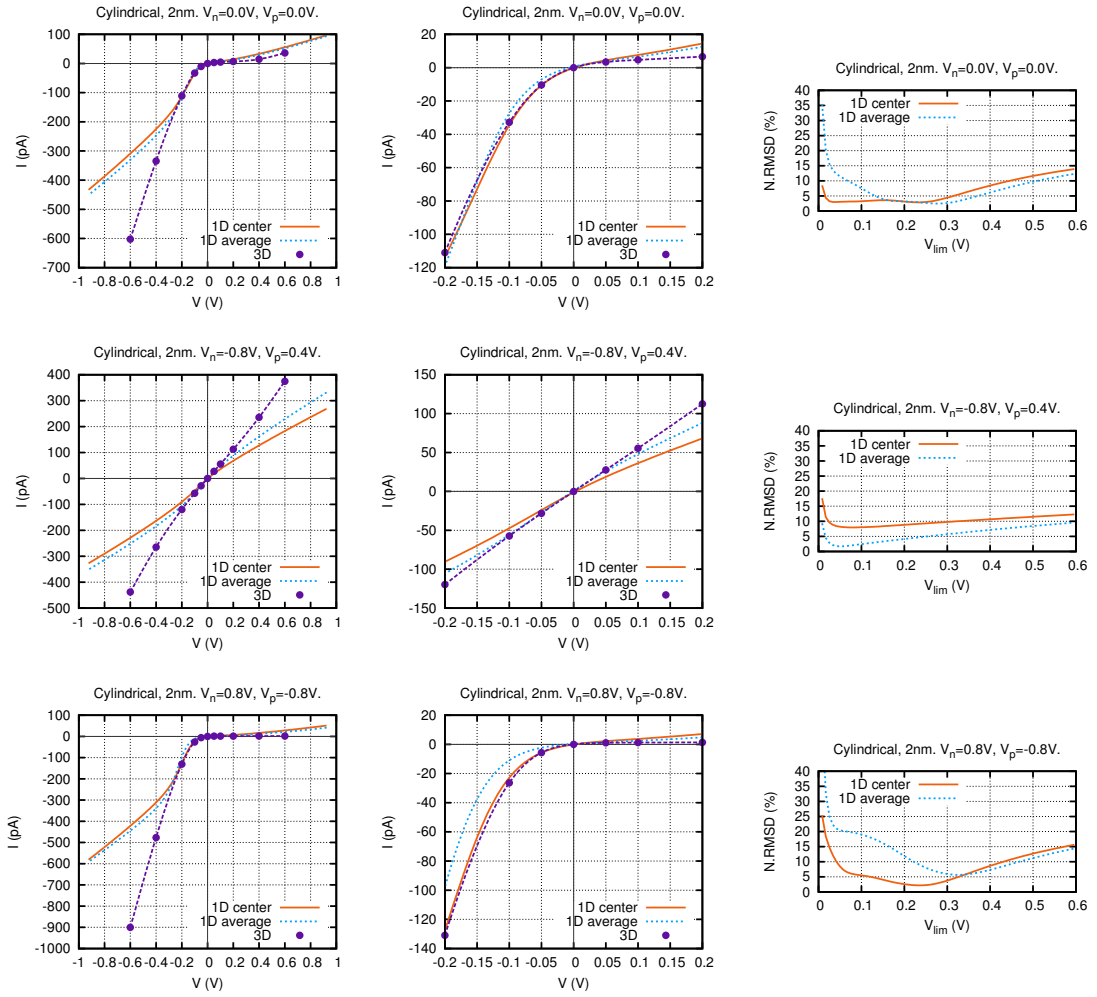 Cylindrical, 2nm. V_n=0.0V, V_p=0.0V.
100
0
-100
-200
-300
-400
-500
-600
-700
I (pA)
1D center
1D average
3D
-1 -0.8 -0.6 -0.4 -0.2 0 0.2 0.4 0.6 0.8 1
V (V)
Cylindrical, 2nm. V_n=0.0V, V_p=0.0V.
20
0
-20
-40
-60
-80
-100
-120
I (pA)
1D center
1D average
3D
-0.2 -0.15 -0.1 -0.05 0 0.05 0.1 0.15 0.2
V (V)
Cylindrical, 2nm. V_n=0.0V, V_p=0.0V.
40
35
30
25
20
15
10
5
0
N.RMSD (%)
1D center
1D average
0 0.1 0.2 0.3 0.4 0.5 0.6
V_lim (V)
Cylindrical, 2nm. V_n=-0.8V, V_p=0.4V.
400
300
200
100
0
-100
-200
-300
-400
-500
I (pA)
1D center
1D average
3D
-1 -0.8 -0.6 -0.4 -0.2 0 0.2 0.4 0.6 0.8 1
V (V)
Cylindrical, 2nm. V_n=-0.8V, V_p=0.4V.
150
100
50
0
-50
-100
-150
I (pA)
1D center
1D average
3D
-0.2 -0.15 -0.1 -0.05 0 0.05 0.1 0.15 0.2
V (V)
Cylindrical, 2nm. V_n=-0.8V, V_p=0.4V.
40
35
30
25
20
15
10
5
0
N.RMSD (%)
1D center
1D average
0 0.1 0.2 0.3 0.4 0.5 0.6
V_lim (V)
Cylindrical, 2nm. V_n=0.8V, V_p=-0.8V.
100
0
-100
-200
-300
-400
-500
-600
-700
-800
-900
-1000
I (pA)
1D center
1D average
3D
-1 -0.8 -0.6 -0.4 -0.2 0 0.2 0.4 0.6 0.8 1
V (V)
Cylindrical, 2nm. V_n=0.8V, V_p=-0.8V.
20
0
-20
-40
-60
-80
-100
-120
-140
I (pA)
1D center
1D average
3D
-0.2 -0.15 -0.1 -0.05 0 0.05 0.1 0.15 0.2
V (V)
Cylindrical, 2nm. V_n=0.8V, V_p=-0.8V.
40
35
30
25
20
15
10
5
0
N.RMSD (%)
1D center
1D average
0 0.1 0.2 0.3 0.4 0.5 0.6
V_lim (V)